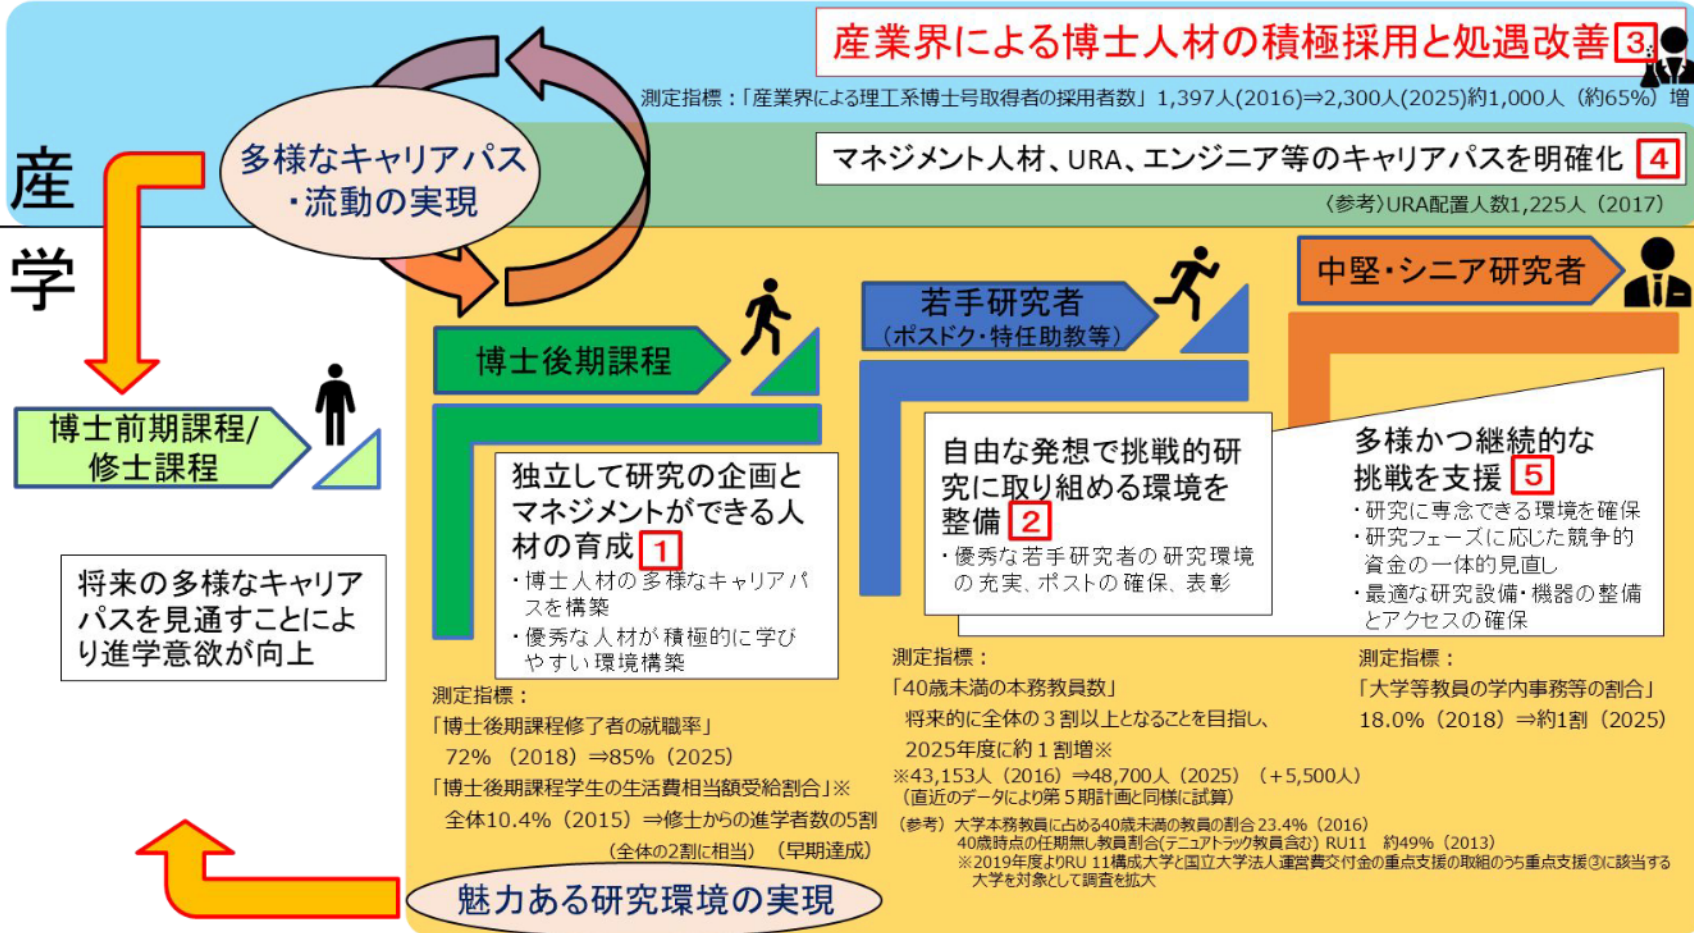 産業界による博士人材の積極採用と処遇改善 3
測定指標：「産業界による理工系博士号取得者の採用者数」1,397人(2016)⇒2,300人(2025)約1,000人（約65%）増
産
多様なキャリアパス
・流動の実現
マネジメント人材、URA、エンジニア等のキャリアパスを明確化 4
〈参考〉URA配置人数1,225人（2017）
学
博士前期課程/
修士課程
将来の多様なキャリア
パスを見通すことによ
り進学意欲が向上
博士後期課程
独立して研究の企画と
マネジメントができる人
材の育成 1
・博士人材の多様なキャリアパ
スを構築
・優秀な人材が積極的に学び
やすい環境構築
測定指標：
「博士後期課程修了者の就職率」
72%（2018）⇒85%（2025）
「博士後期課程学生の生活費相当額受給割合」※
全体10.4%（2015）⇒修士からの進学者数の5割
（全体の2割に相当）（早期達成）
若手研究者
（ポスドク・特任助教等）
自由な発想で挑戦的研
究に取り組める環境を
整備 2
・優秀な若手研究者の研究環境
の充実、ポストの確保、表彰
測定指標：
「40歳未満の本務教員数」
将来的に全体の３割以上となることを目指し、
2025年度に約１割増※
※43,153人（2016）⇒48,700人（2025）（+5,500人）
（直近のデータにより第５期計画と同様に試算）
（参考）大学本務教員に占める40歳未満の教員の割合 23.4%（2016）
40歳時点の任期無し教員割合(テニュアトラック教員含む) RU11　約49%（2013）
※2019年度よりRU 11構成大学と国立大学法人運営費交付金の重点支援の取組のうち重点支援③に該当する
大学を対象として調査を拡大
中堅・シニア研究者
多様かつ継続的な
挑戦を支援 5
・研究に専念できる環境を確保
・研究フェーズに応じた競争的
資金の一体的見直し
・最適な研究設備・機器の整備
とアクセスの確保
測定指標：
「大学等教員の学内事務等の割合」
18.0%（2018）⇒約1割（2025）
魅力ある研究環境の実現